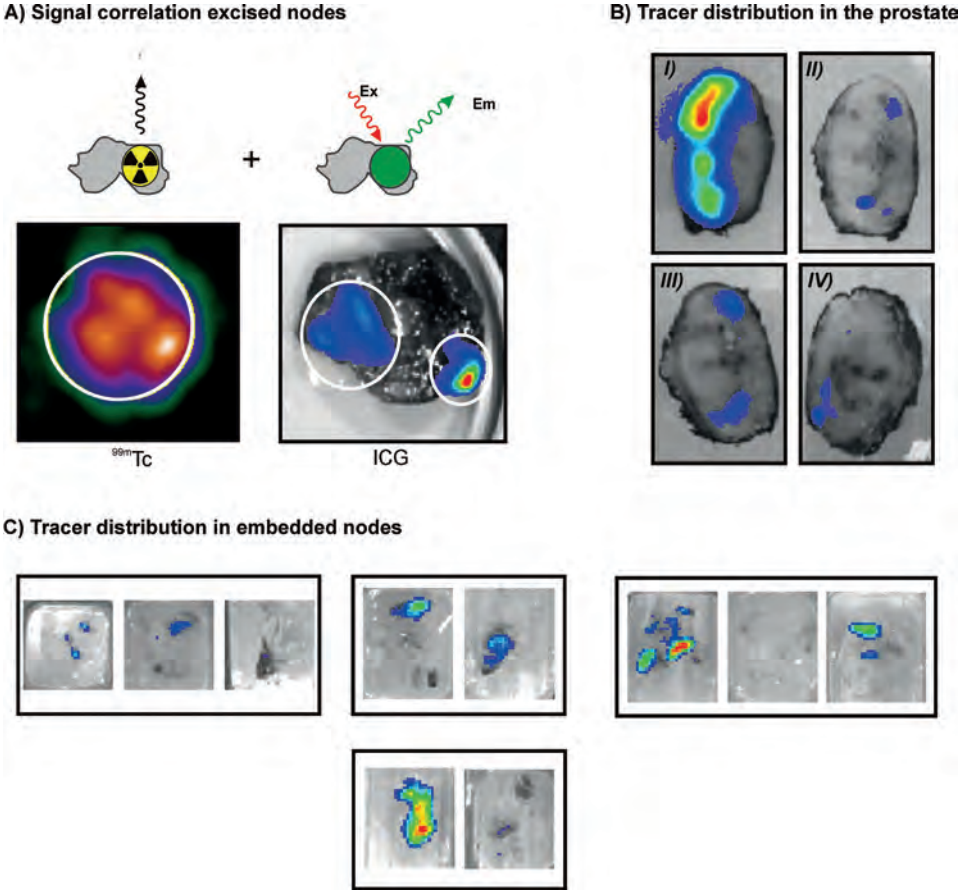 A) Signal correlation excised nodes
B) Tracer distribution in the prostate
Ex
Em
+
I)
II)
III)
IV)
99mTc
ICG
C) Tracer distribution in embedded nodes